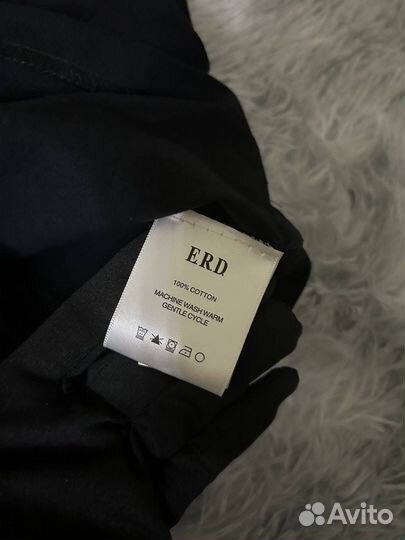 E.R.D.
100% COTTON
MACHINE WASH WARM
GENTLE CYCLE
Avito